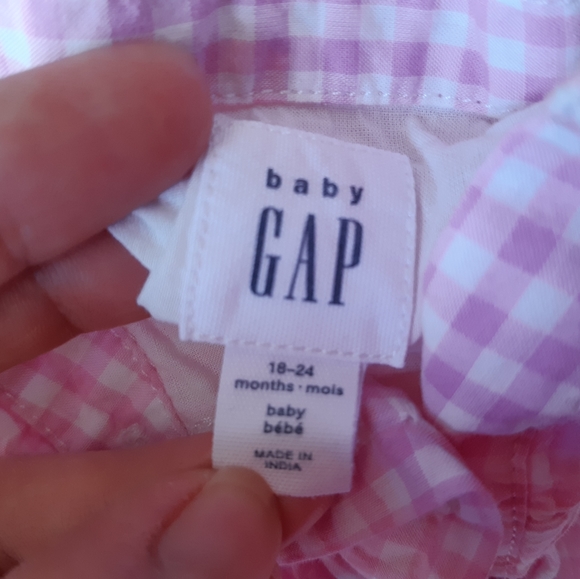 baby
GAP
18-24
months · mois
baby
bébé
MADE IN
INDIA